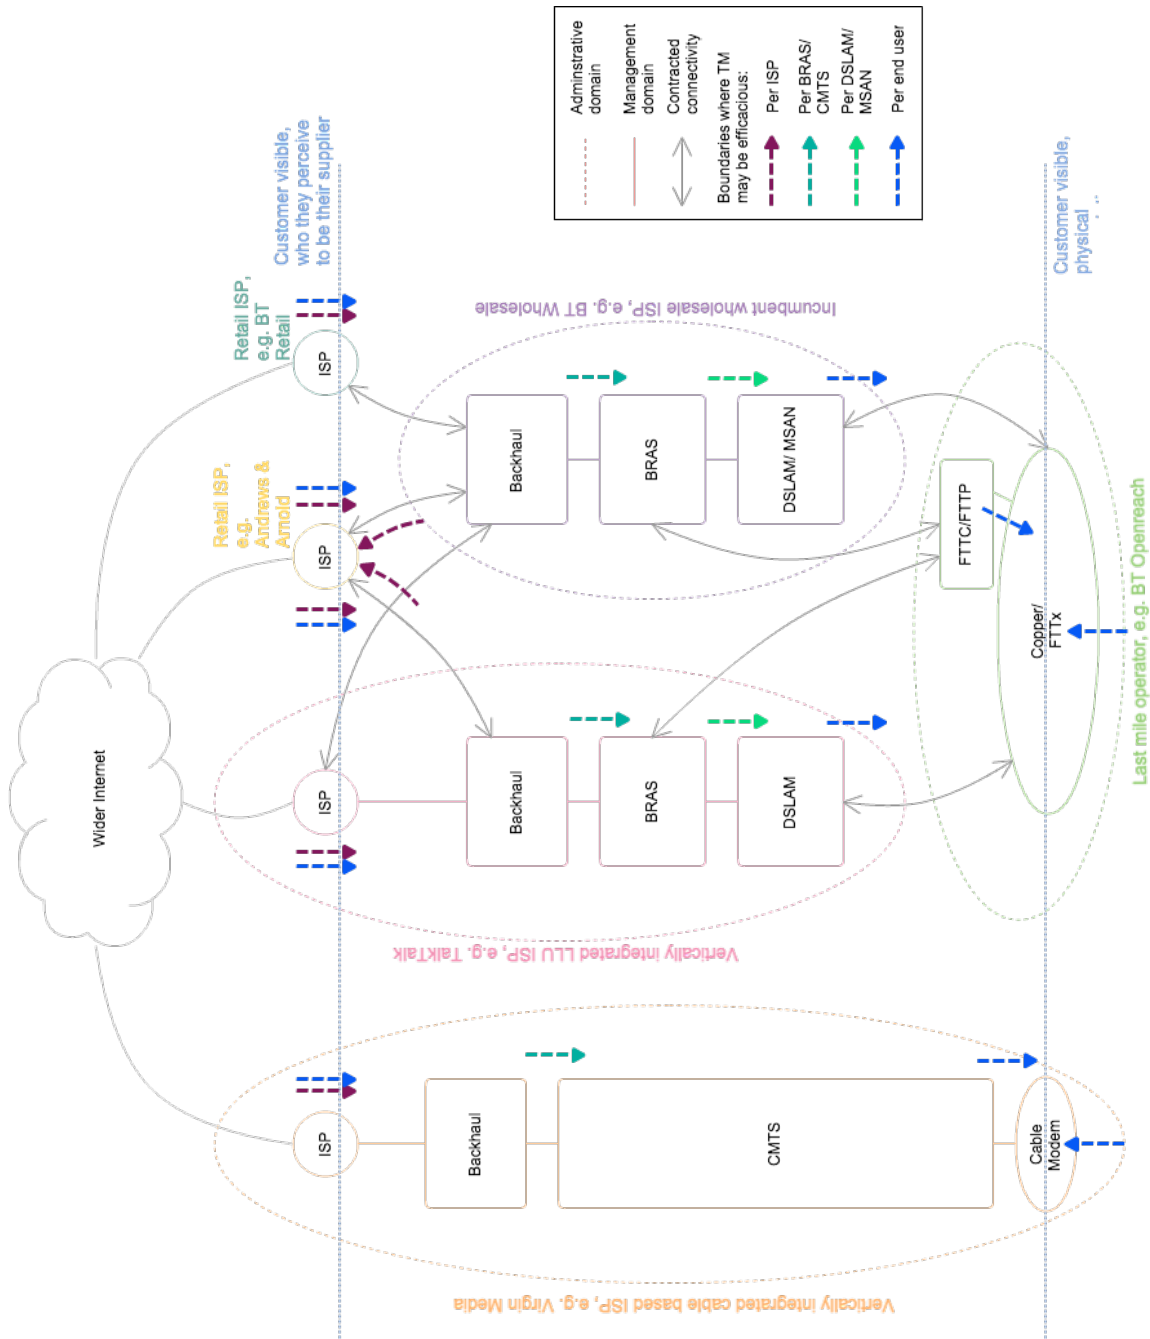 Wider Internet
Retail ISP,
e.g. BT
Retail
Customer visible,
who they perceive
to be their supplier
Retail ISP,
e.g.
Andrews &
Arnold
ISP
ISP
ISP
ISP
Adminstrative
domain
Management
domain
Contracted
connectivity
Boundaries where TM
may be efficacious:
Per ISP
Per BRAS/
CMTS
Per DSLAM/
MSAN
Per end user
Incumbent wholesale ISP, e.g. BT Wholesale
Backhaul
BRAS
DSLAM/ MSAN
Vertically integrated LLU ISP, e.g. TalkTalk
Backhaul
BRAS
DSLAM
Vertically integrated cable based ISP, e.g. Virgin Media
Backhaul
CMTS
Cable
Modem
FTTC/FTTP
Copper/
FTTx
Customer visible,
physical
Last mile operator, e.g. BT Openreach